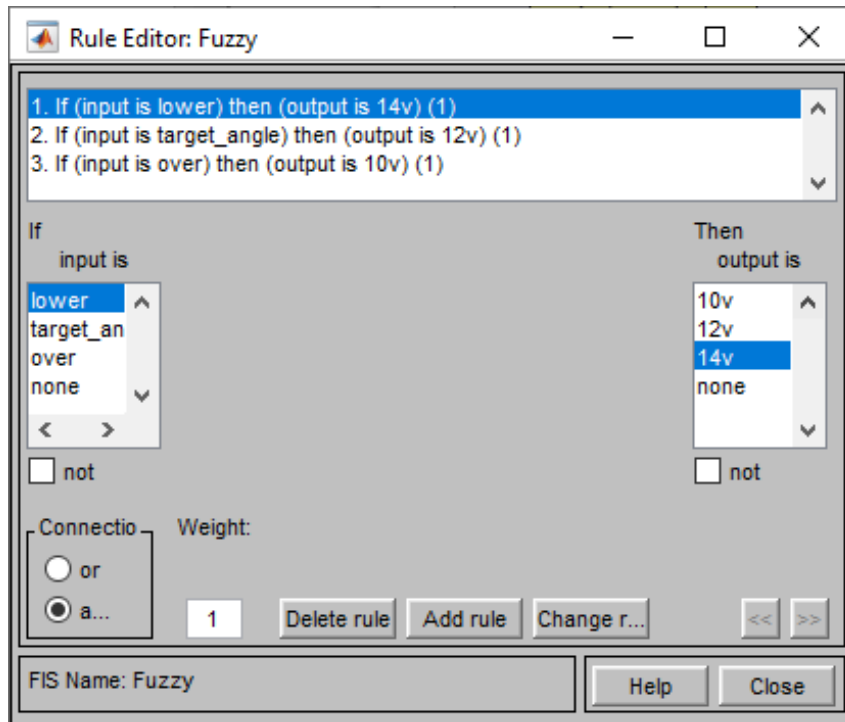 Rule Editor: Fuzzy
1. If (input is lower) then (output is 14v) (1)
2. If (input is target_angle) then (output is 12v) (1)
3. If (input is over) then (output is 10v) (1)
If
input is
lower
target_an
over
none
not
Then
output is
10v
12v
14v
none
not
Connectio
or
a...
Weight:
1
Delete rule
Add rule
Change r...
<<
>>
FIS Name: Fuzzy
Help
Close